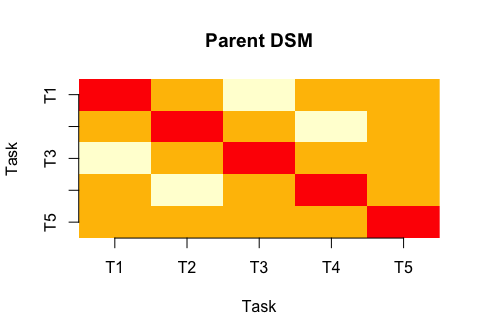 Parent DSM
T1
T3
T5
Task
T1 T2 T3 T4 T5
Task